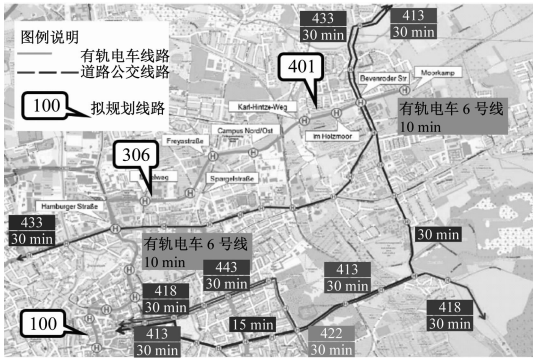 图例说明
有轨电车线路
道路公交线路
100
拟规划线路
433
30 min
413
30 min
401
Bevenroder Str
Moorkamp
Karl-Hintze-Weg
有轨电车 6 号线
10 min
Campus Nord/Ost
Im Holzmoor
Freyastraße
306
Spargelstraße
Hamburger Straße
433
30 min
有轨电车 6 号线
10 min
30 min
443
30 min
413
30 min
418
30 min
418
30 min
100
413
30 min
15 min
422
30 min